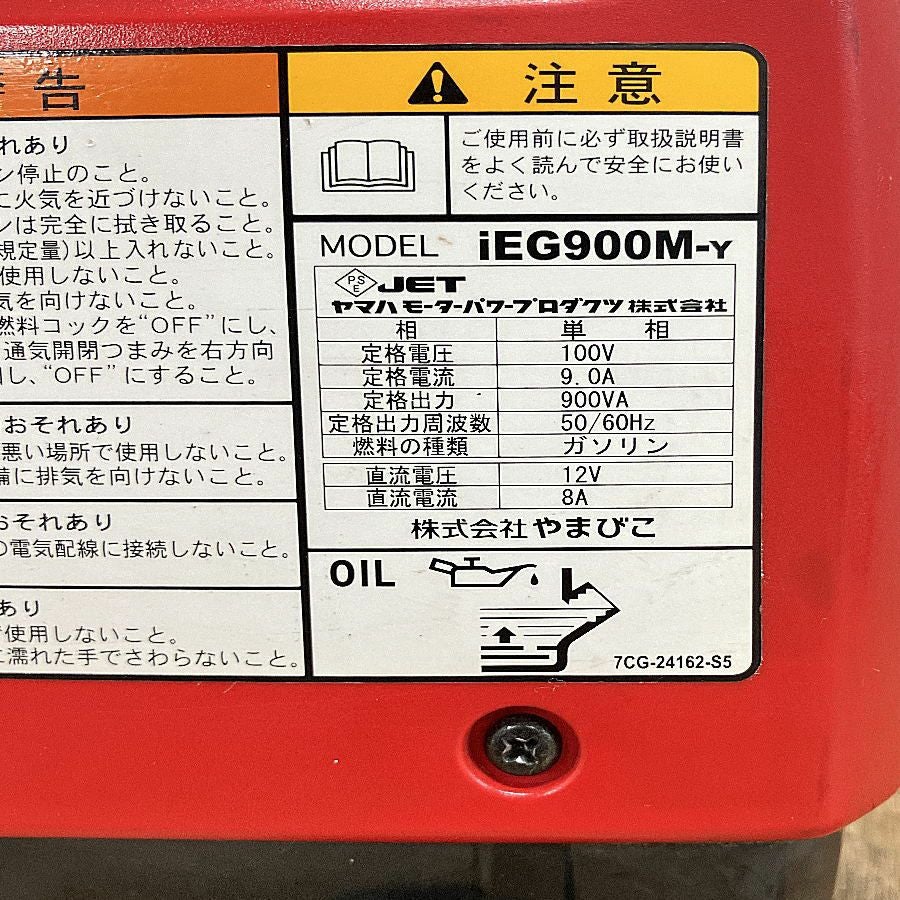 警告
れあり
ン停止のこと。
に火気を近づけないこと。
ンは完全に拭き取ること。
規定量)以上入れないこと。
使用しないこと。
気を向けないこと。
燃料コックを“OFF”にし、
通気開閉つまみを右方向
し、“OFF”にすること。
おそれあり
悪い場所で使用しないこと。
備に排気を向けないこと。
おそれあり
の電気配線に接続しないこと。
あり
使用しないこと。
に濡れた手でさわらないこと。
注意
ご使用前に必ず取扱説明書
をよく読んで安全にお使い
ください。
MODEL iEG900M-Y
PSE JET
ヤマハモーターパワープロダクツ株式会社
相 単相
定格電圧 100V
定格電流 9.0A
定格出力 900VA
定格出力周波数 50/60Hz
燃料の種類 ガソリン
直流電圧 12V
直流電流 8A
株式会社やまびこ
OIL
7CG-24162-S5